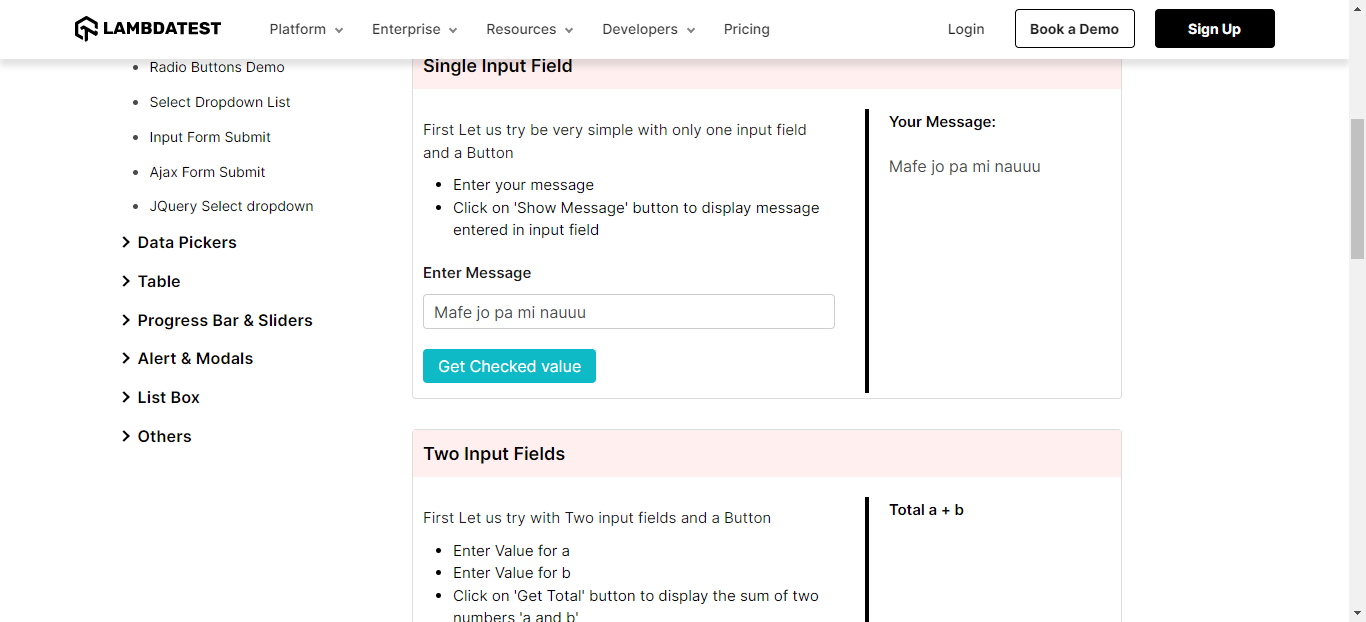 LAMBDATEST
Platform Enterprise Resources Developers Pricing Login Book a Demo Sign Up
Radio Buttons Demo
Select Dropdown List
Input Form Submit
Ajax Form Submit
JQuery Select dropdown
Data Pickers
Table
Progress Bar & Sliders
Alert & Modals
List Box
Others
Single Input Field
First Let us try be very simple with only one input field
and a Button
Enter your message
Click on 'Show Message' button to display message
entered in input field
Enter Message
Mafe jo pa mi nauuu
Get Checked value
Your Message:
Mafe jo pa mi nauuu
Two Input Fields
First Let us try with Two input fields and a Button
Enter Value for a
Enter Value for b
Click on 'Get Total' button to display the sum of two
numbers 'a and b'
Total a + b